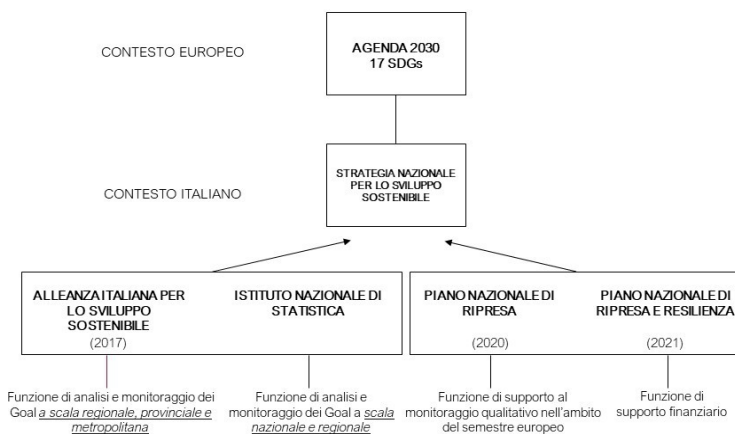 CONTESTO EUROPEO
AGENDA 2030
17 SDGs
CONTESTO ITALIANO
STRATEGIA NAZIONALE
PER LO SVILUPPO
SOSTENIBILE
ALLEANZA ITALIANA PER
LO SVILUPPO
SOSTENIBILE
(2017)
ISTITUTO NAZIONALE DI
STATISTICA
PIANO NAZIONALE DI
RIPRESA
(2020)
PIANO NAZIONALE DI
RIPRESA E RESILIENZA
(2021)
Funzione di analisi e monitoraggio dei
Goal a scala regionale, provinciale e
metropolitana
Funzione di analisi e
monitoraggio dei Goal a scala
nazionale e regionale
Funzione di supporto al
monitoraggio qualitativo nell'ambito
del semestre europeo
Funzione di
supporto finanziario